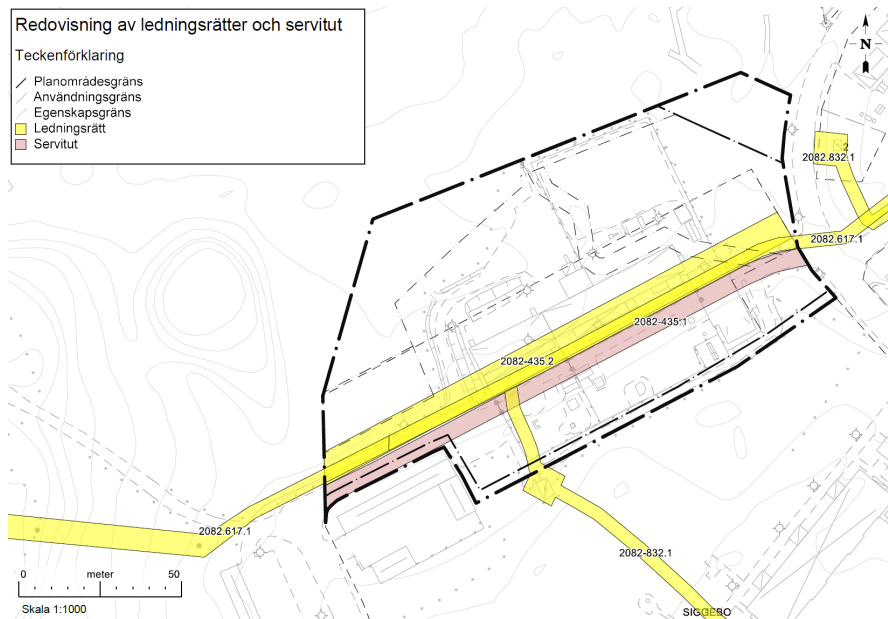 Redovisning av ledningsrätter och servitut
Teckenförklaring
Planområdesgräns
Användningsgräns
Egenskapsgräns
Ledningsrätt
Servitut
N
2
2082.832.1
2082.617.1
2082-435.1
2082-435.2
2082.617.1
2082-832.1
0 meter 50
Skala 1:1000
SIGGEBO